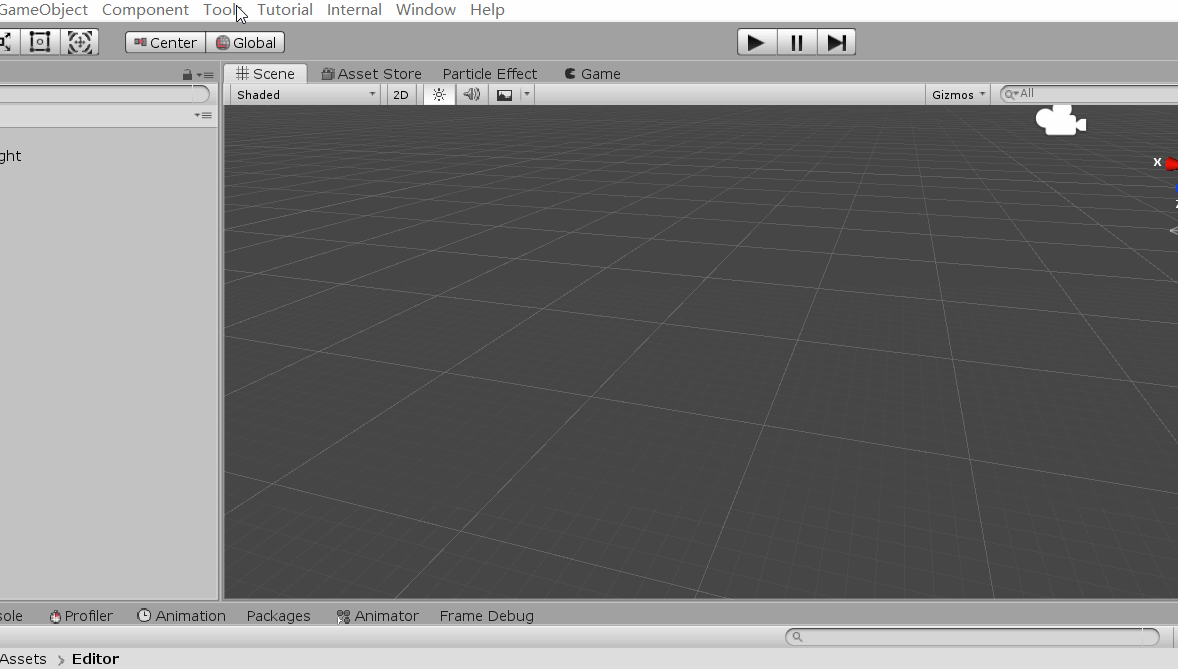 GameObject Component Tools Tutorial Internal Window Help
Center Global
Scene Asset Store Particle Effect Game
Shaded 2D Gizmos All
ght
X
sole Profiler Animation Packages Animator Frame Debug
Assets > Editor